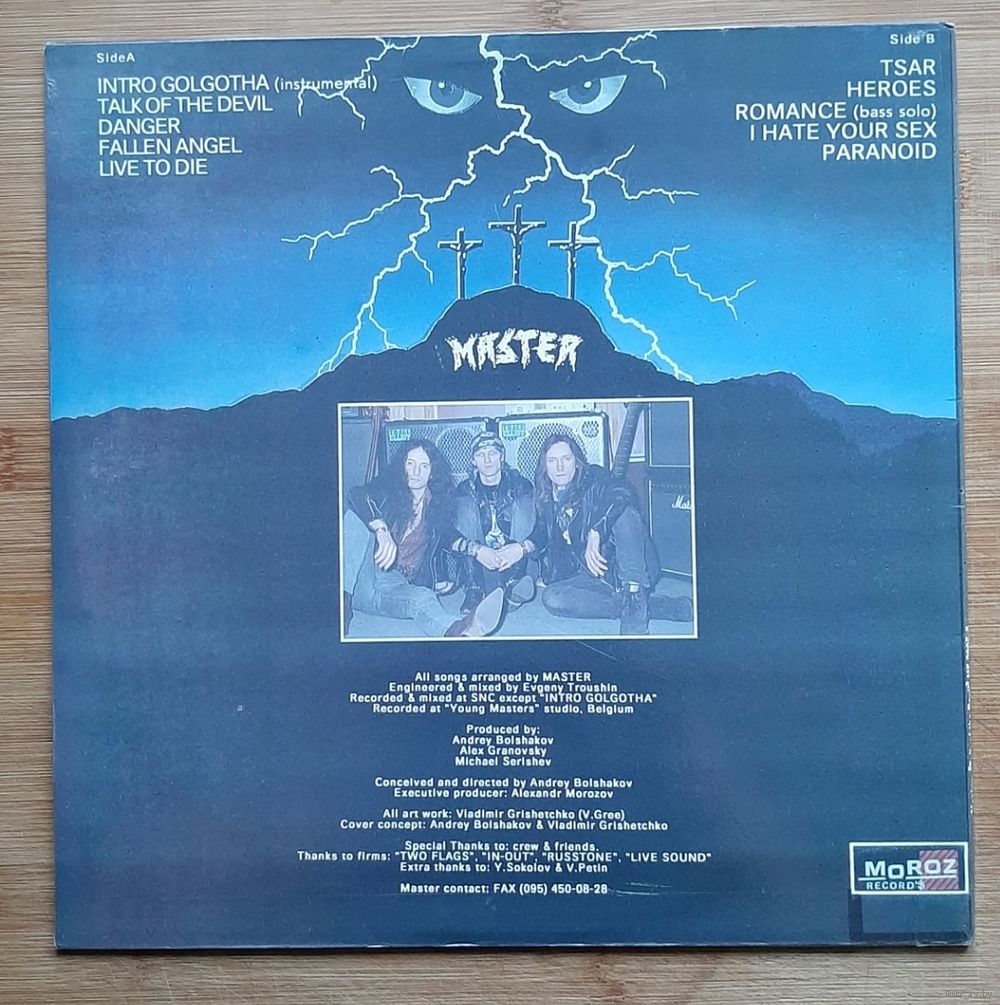 SideA
INTRO GOLGOTHA (instrumental)
TALK OF THE DEVIL
DANGER
FALLEN ANGEL
LIVE TO DIE
Side B
TSAR
HEROES
ROMANCE (bass solo)
I HATE YOUR SEX
PARANOID
MASTER
All songs arranged by MASTER
Engineered & mixed by Evgeny Troushin
Recorded & mixed at SNC except "INTRO GOLGOTHA"
Recorded at "Young Masters" studio, Belgium
Produced by:
Andrey Bolshakov
Alex Granovsky
Michael Serishev
Conceived and directed by Andrey Bolshakov
Executive producer: Alexandr Morozov
All art work: Vladimir Grishetchko (V.Gree)
Cover concept: Andrey Bolshakov & Vladimir Grishetchko
Special Thanks to: crew & friends.
Thanks to firms: "TWO FLAGS", "IN-OUT", "RUSSTONE", "LIVE SOUND"
Extra thanks to: Y.Sokolov & V.Petin
Master contact: FAX (095) 450-08-28
MOROZ
RECORDS